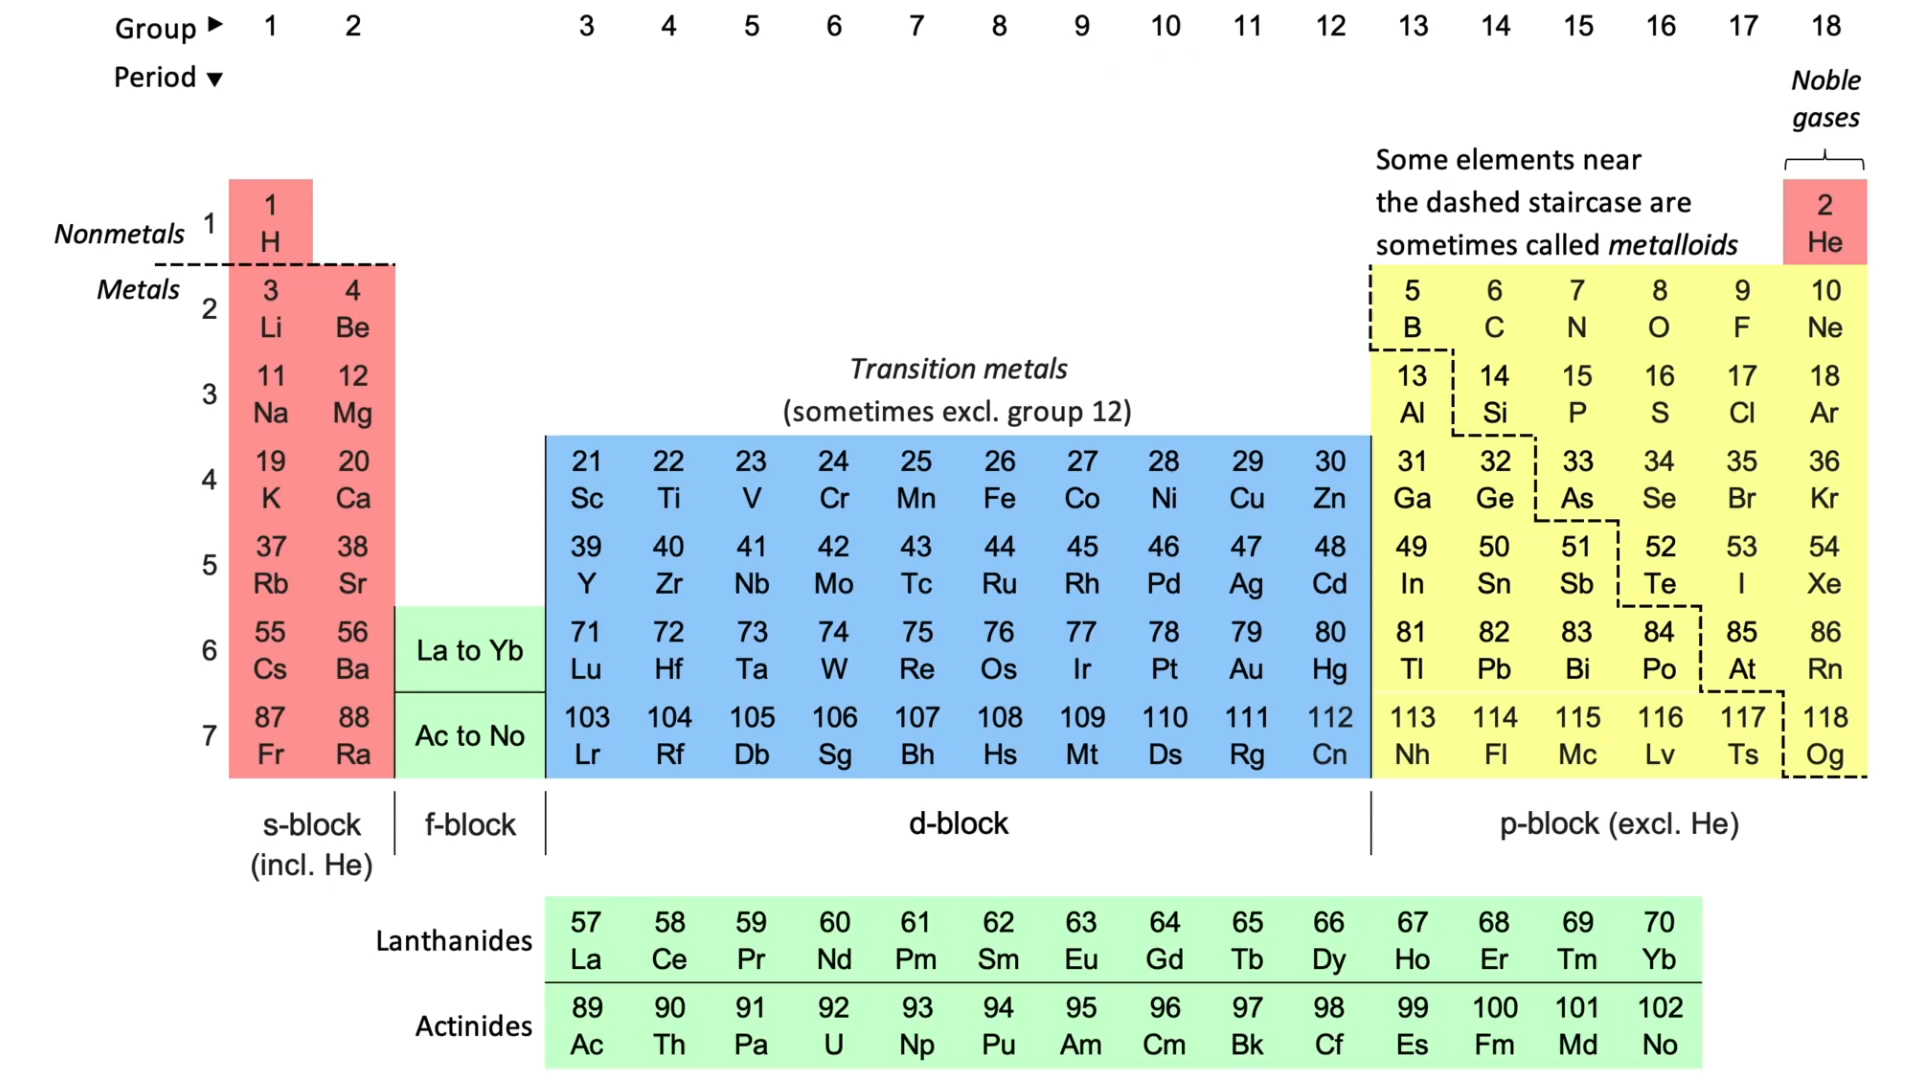 Group ▶ 1 2 3 4 5 6 7 8 9 10 11 12 13 14 15 16 17 18
Period ▼
Noble
gases
Some elements near
the dashed staircase are
sometimes called metalloids
Nonmetals
Metals
Transition metals
(sometimes excl. group 12)
1
1 2
H He
2
3 4 5 6 7 8 9 10
Li Be B C N O F Ne
3
11 12 13 14 15 16 17 18
Na Mg Al Si P S Cl Ar
4
19 20 21 22 23 24 25 26 27 28 29 30 31 32 33 34 35 36
K Ca Sc Ti V Cr Mn Fe Co Ni Cu Zn Ga Ge As Se Br Kr
5
37 38 39 40 41 42 43 44 45 46 47 48 49 50 51 52 53 54
Rb Sr Y Zr Nb Mo Tc Ru Rh Pd Ag Cd In Sn Sb Te I Xe
6
55 56 71 72 73 74 75 76 77 78 79 80 81 82 83 84 85 86
La to Yb
Cs Ba Lu Hf Ta W Re Os Ir Pt Au Hg Tl Pb Bi Po At Rn
7
87 88 103 104 105 106 107 108 109 110 111 112 113 114 115 116 117 118
Ac to No
Fr Ra Lr Rf Db Sg Bh Hs Mt Ds Rg Cn Nh Fl Mc Lv Ts Og
s-block
(incl. He)
f-block
d-block
p-block (excl. He)
Lanthanides
57 58 59 60 61 62 63 64 65 66 67 68 69 70
La Ce Pr Nd Pm Sm Eu Gd Tb Dy Ho Er Tm Yb
Actinides
89 90 91 92 93 94 95 96 97 98 99 100 101 102
Ac Th Pa U Np Pu Am Cm Bk Cf Es Fm Md No